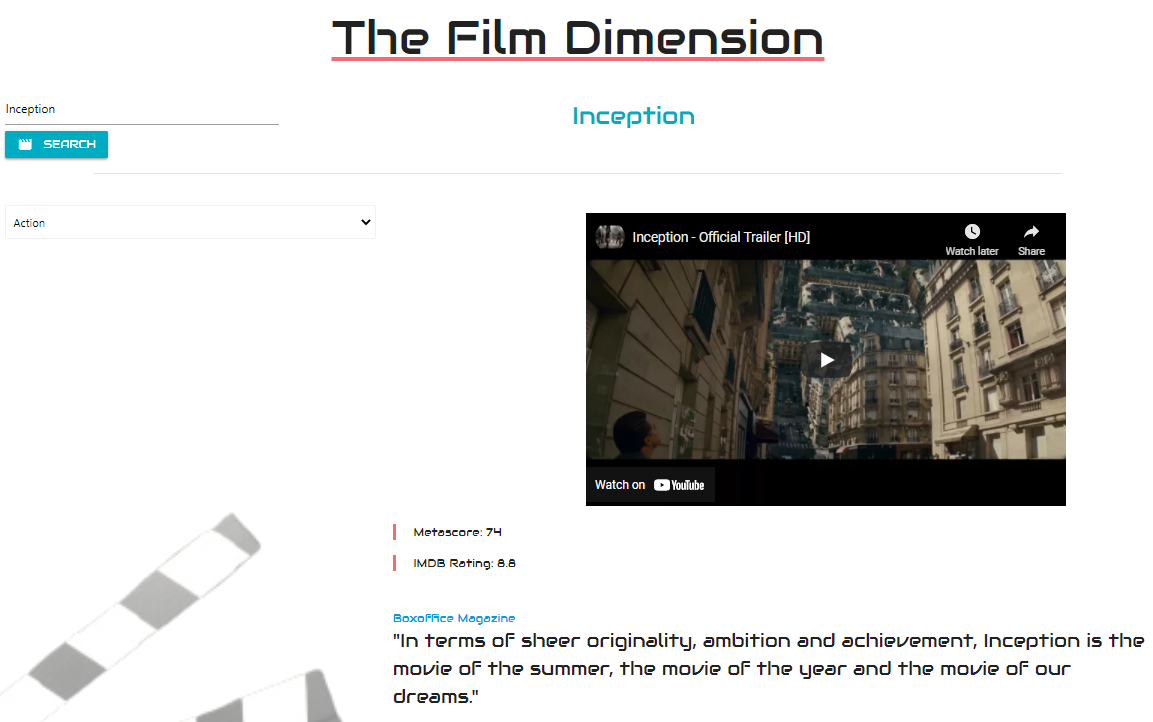 The Film Dimension
Inception
Inception
SEARCH
Action
Inception - Official Trailer [HD]
Watch later
Share
Watch on YouTube
Metascore: 74
IMDB Rating: 8.8
Boxoffice Magazine
"In terms of sheer originality, ambition and achievement, Inception is the
movie of the summer, the movie of the year and the movie of our
dreams."